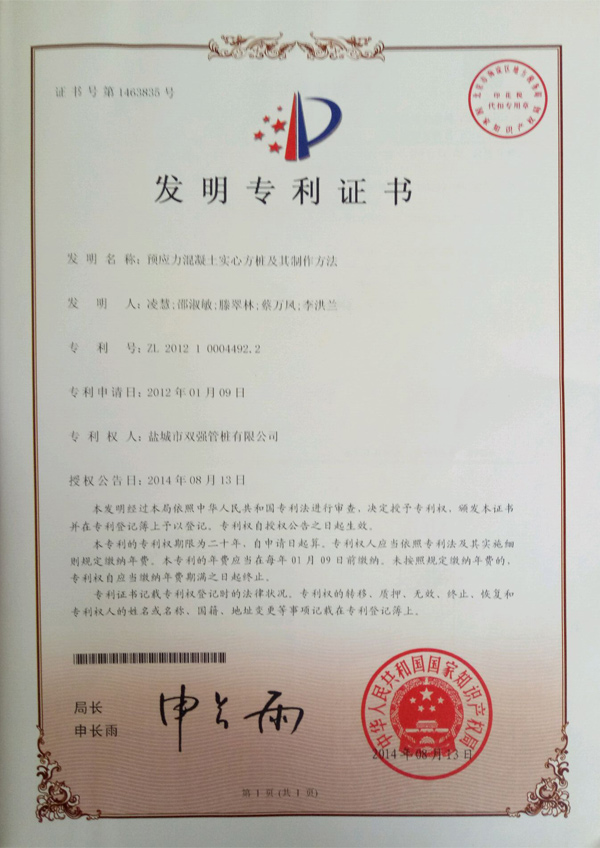 证书号第1463835号
印花税
代扣专用章
国家知识产权
发明专利证书
发明名称：预应力混凝土实心方桩及其制作方法
发明人：凌慧;邵淑敏;滕翠林;蔡万凤;李洪兰
专利号：ZL 2012 1 0004492.2
专利申请日：2012年01月09日
专利权人：盐城市双强管桩有限公司
授权公告日：2014年08月13日
本发明经过本局依照中华人民共和国专利法进行审查，决定授予专利权，颁发本证书
并在专利登记簿上予以登记。专利权自授权公告之日起生效。
本专利的专利权期限为二十年，自申请日起算。专利权人应当依照专利法及其实施细
则规定缴纳年费。本专利的年费应当在每年01月09日前缴纳。未按照规定缴纳年费的，
专利权自应当缴纳年费期满之日起终止。
专利证书记载专利权登记时的法律状况。专利权的转移、质押、无效、终止、恢复和
专利权人的姓名或名称、国籍、地址变更等事项记载在专利登记簿上。
局长
申长雨
申长雨
中华人民共和国国家知识产权局
2014年08月13日
第1页(共1页)